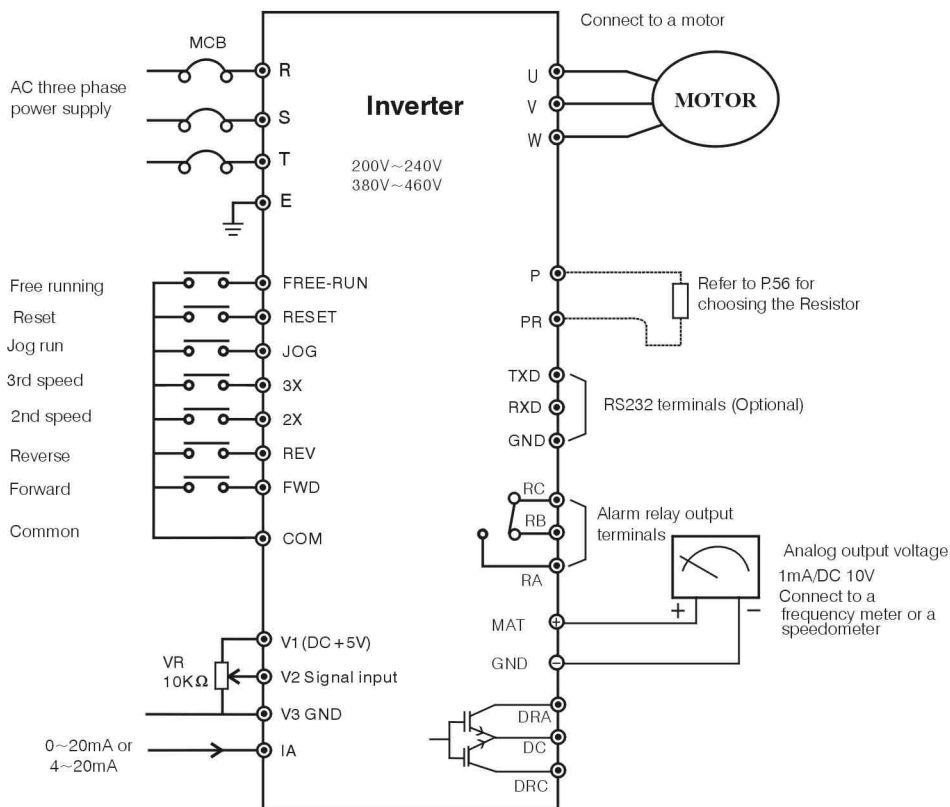 Connect to a motor
MCB
AC three phase
power supply
R
S
T
E
Inverter
200V~240V
380V~460V
U
V
W
MOTOR
Free running
FREE-RUN
Reset
RESET
Jog run
JOG
3rd speed
3X
2nd speed
2X
Reverse
REV
Forward
FWD
Common
COM
P
PR
Refer to P.56 for
choosing the Resistor
TXD
RXD
GND
RS232 terminals (Optional)
RC
RB
RA
Alarm relay output
terminals
Analog output voltage
1mA/DC 10V
Connect to a
frequency meter or a
speedometer
+
−
MAT
+
GND
−
VR
10KΩ
V1 (DC+5V)
V2 Signal input
V3 GND
0~20mA or
4~20mA
IA
DRA
DC
DRC